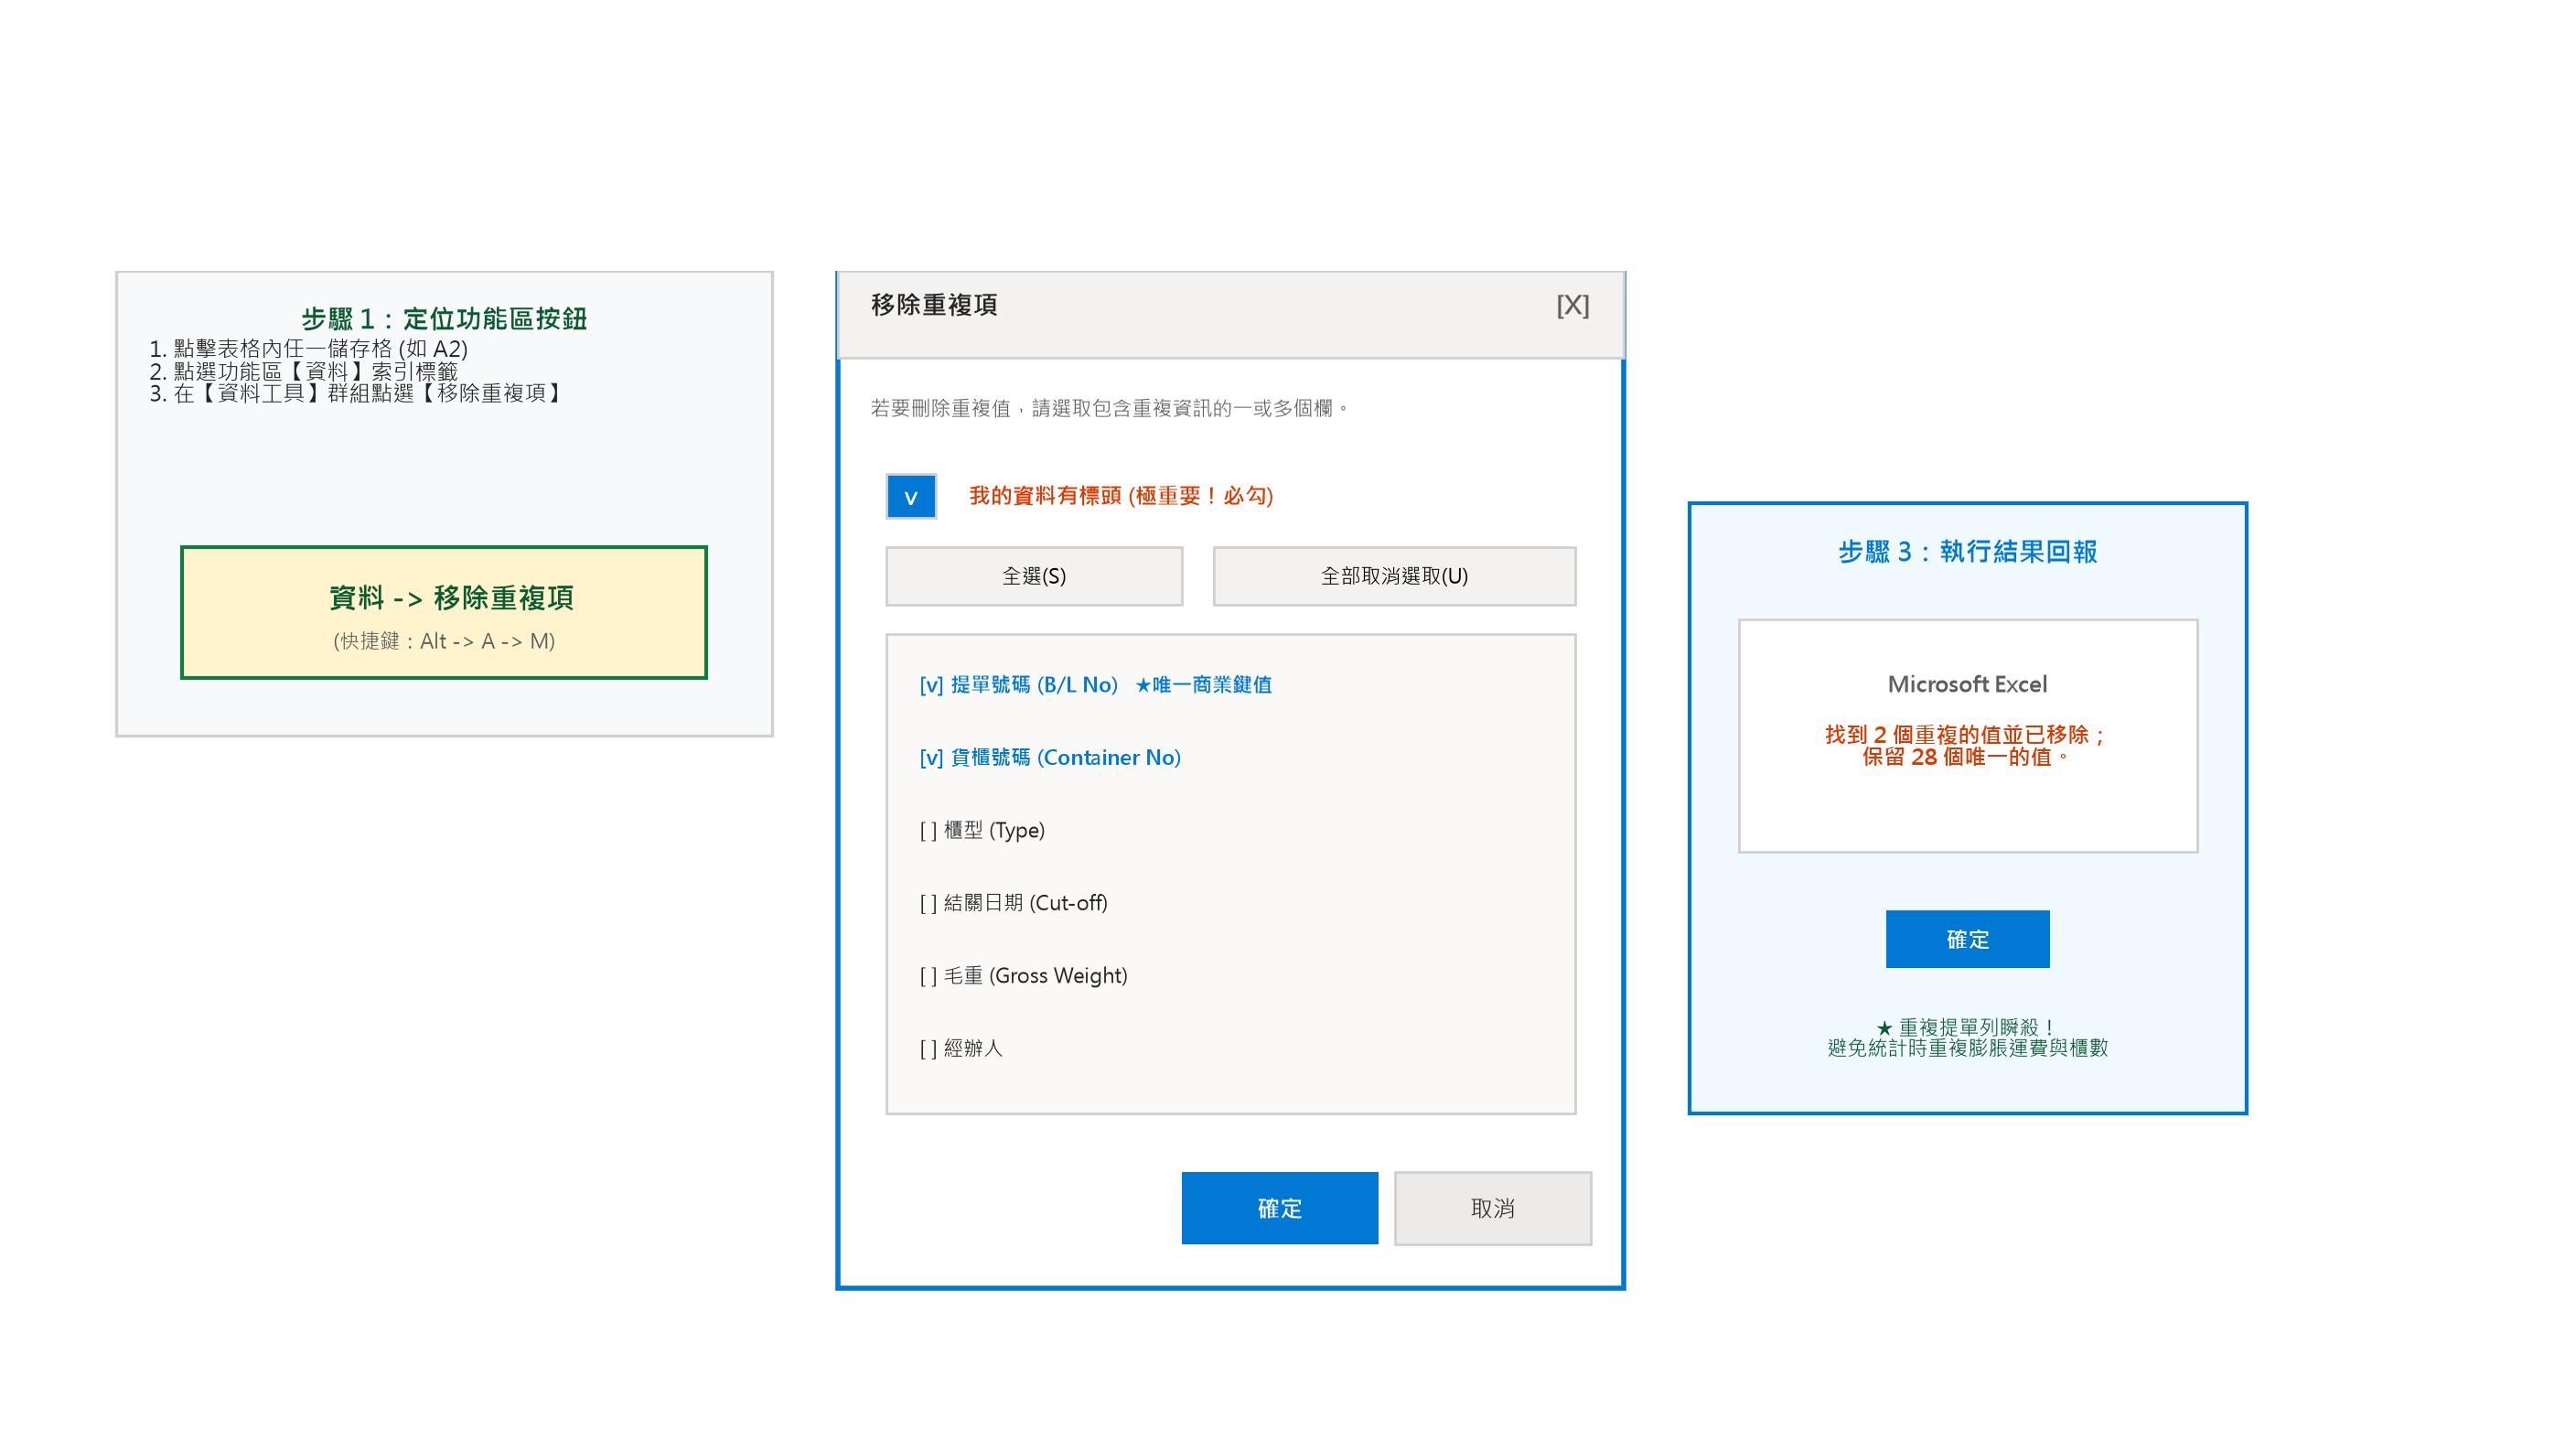 步驟 1：定位功能區按鈕
1. 點擊表格內任一儲存格 (如 A2)
2. 點選功能區【資料】索引標籤
3. 在【資料工具】群組點選【移除重複項】
資料 -> 移除重複項
(快捷鍵：Alt -> A -> M)
移除重複項
[X]
若要刪除重複值，請選取包含重複資訊的一或多個欄。
v 我的資料有標頭 (極重要！必勾)
全選(S)
全部取消選取(U)
[v] 提單號碼 (B/L No) ★唯一商業鍵值
[v] 貨櫃號碼 (Container No)
[ ] 櫃型 (Type)
[ ] 結關日期 (Cut-off)
[ ] 毛重 (Gross Weight)
[ ] 經辦人
確定
取消
步驟 3：執行結果回報
Microsoft Excel
找到 2 個重複的值並已移除；
保留 28 個唯一的值。
確定
★ 重複提單列瞬殺！
避免統計時重複膨脹運費與櫃數